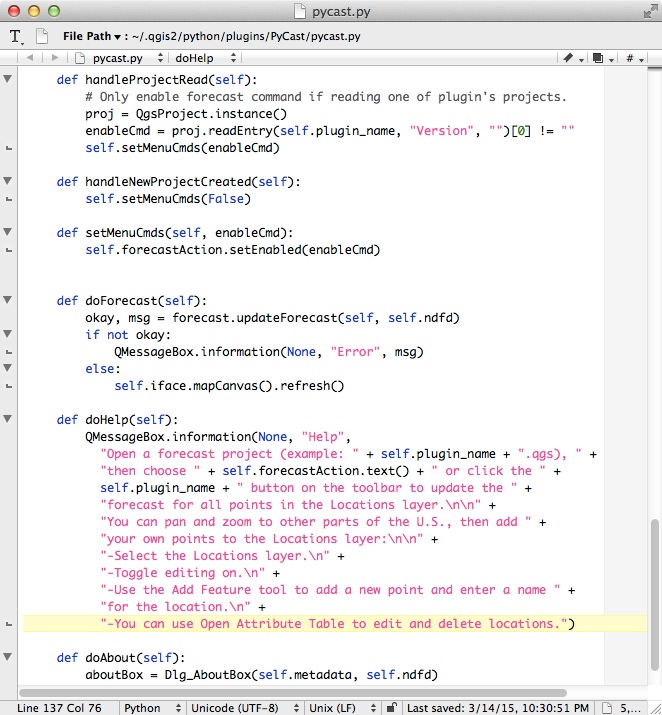 pycast.py
File Path ▾ : ~/.qgis2/python/plugins/PyCast/pycast.py
pycast.py doHelp #
def handleProjectRead(self):
# Only enable forecast command if reading one of plugin's projects.
proj = QgsProject.instance()
enableCmd = proj.readEntry(self.plugin_name, "Version", "")[0] != ""
self.setMenuCmds(enableCmd)
def handleNewProjectCreated(self):
self.setMenuCmds(False)
def setMenuCmds(self, enableCmd):
self.forecastAction.setEnabled(enableCmd)
def doForecast(self):
okay, msg = forecast.updateForecast(self, self.ndfd)
if not okay:
QMessageBox.information(None, "Error", msg)
else:
self.iface.mapCanvas().refresh()
def doHelp(self):
QMessageBox.information(None, "Help",
"Open a forecast project (example: " + self.plugin_name + ".qgs), " +
"then choose " + self.forecastAction.text() + " or click the " +
self.plugin_name + " button on the toolbar to update the " +
"forecast for all points in the Locations layer.\n\n" +
"You can pan and zoom to other parts of the U.S., then add " +
"your own points to the Locations layer:\n\n" +
"-Select the Locations layer.\n" +
"-Toggle editing on.\n" +
"-Use the Add Feature tool to add a new point and enter a name " +
"for the location.\n" +
"-You can use Open Attribute Table to edit and delete locations.")
def doAbout(self):
aboutBox = Dlg_AboutBox(self.metadata, self.ndfd)
Line 137 Col 76 Python Unicode (UTF-8) Unix (LF) Last saved: 3/14/15, 10:30:51 PM 5,...